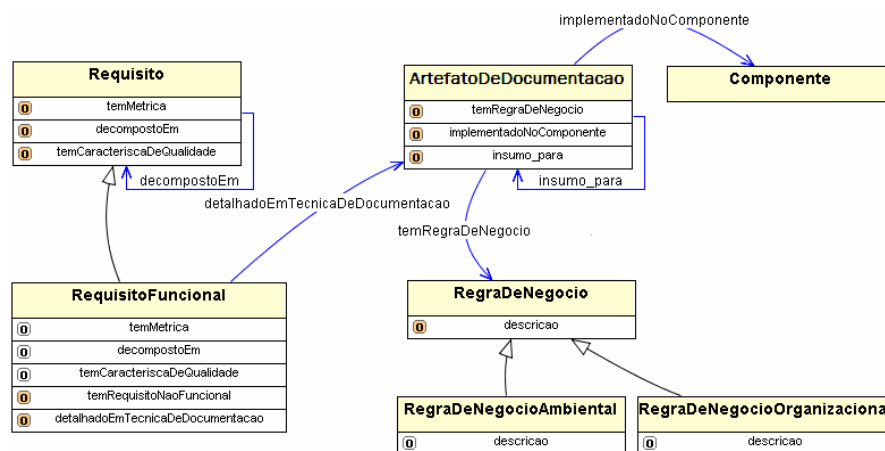 implementadoNoComponente
Requisito
temMetrica
decompostoEm
temCaracteriscaDeQualidade
decompostoEm
ArtefatoDeDocumentacao
temRegraDeNegocio
implementadoNoComponente
insumo_para
insumo_para
Componente
detalhadoEmTecnicaDeDocumentacao
temRegraDeNegocio
RequisitoFuncional
temMetrica
decompostoEm
temCaracteriscaDeQualidade
temRequisitoNaoFuncional
detalhadoEmTecnicaDeDocumentacao
RegraDeNegocio
descricao
RegraDeNegocioAmbiental
descricao
RegraDeNegocioOrganizaciona
descricao